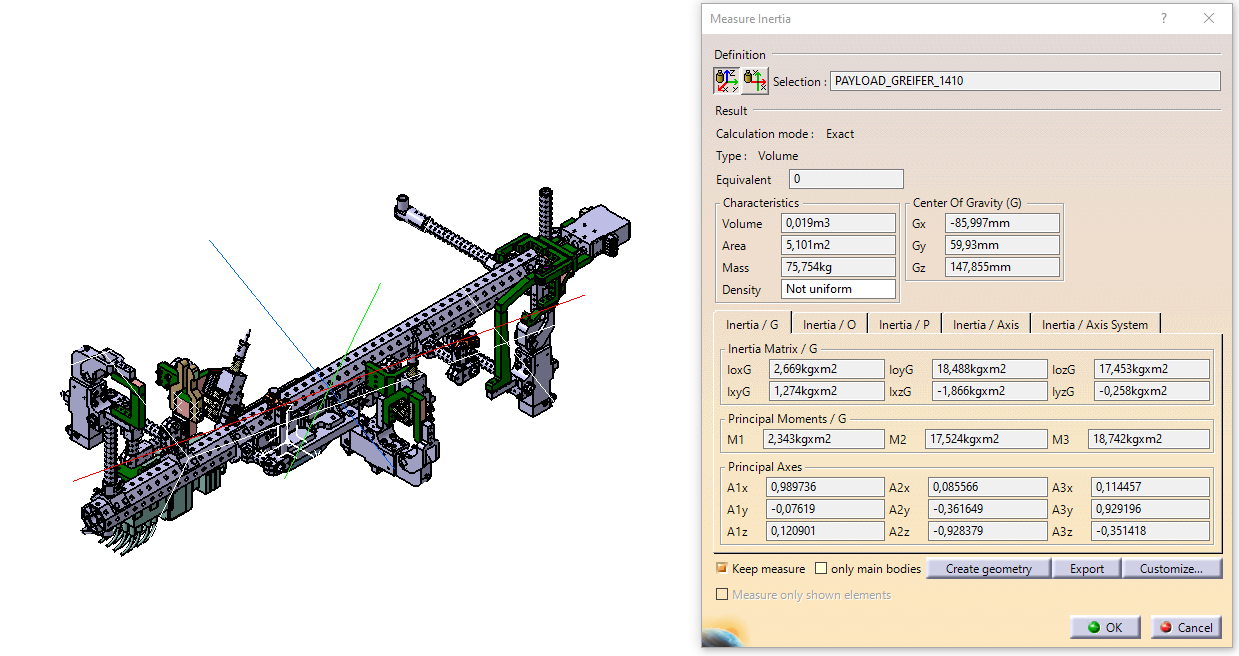 Measure Inertia ?
Definition
Selection : PAYLOAD_GREIFER_1410
Result
Calculation mode : Exact
Type : Volume
Equivalent 0
Characteristics
Volume 0,019m3
Area 5,101m2
Mass 75,754kg
Density Not uniform
Center Of Gravity (G)
Gx -85,997mm
Gy 59,93mm
Gz 147,855mm
Inertia / G Inertia / O Inertia / P Inertia / Axis Inertia / Axis System
Inertia Matrix / G
IoxG 2,669kgxm2 IoyG 18,488kgxm2 IozG 17,453kgxm2
IxyG 1,274kgxm2 IxzG -1,866kgxm2 IyzG -0,258kgxm2
Principal Moments / G
M1 2,343kgxm2 M2 17,524kgxm2 M3 18,742kgxm2
Principal Axes
A1x 0,989736 A2x 0,085566 A3x 0,114457
A1y -0,07619 A2y -0,361649 A3y 0,929196
A1z 0,120901 A2z -0,928379 A3z -0,351418
Keep measure only main bodies Create geometry Export Customize...
Measure only shown elements
OK Cancel